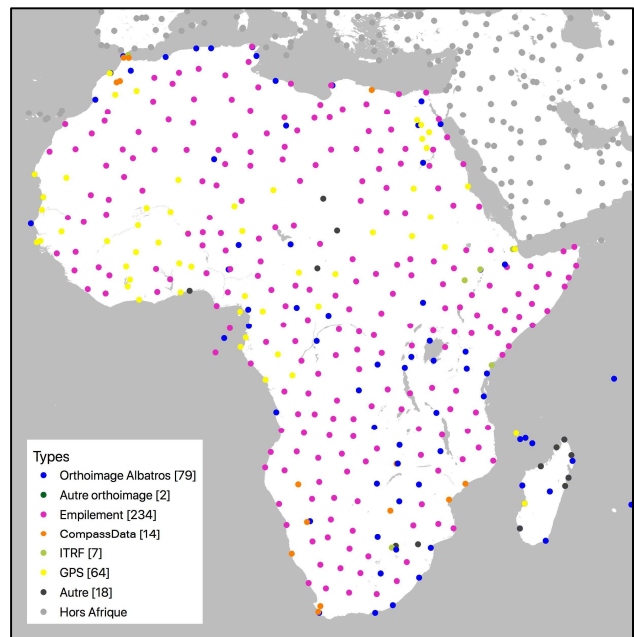 Types
Orthoimage Albatros [79]
Autre orthoimage [2]
Empilement [234]
CompassData [14]
ITRF [7]
GPS [64]
Autre [18]
Hors Afrique